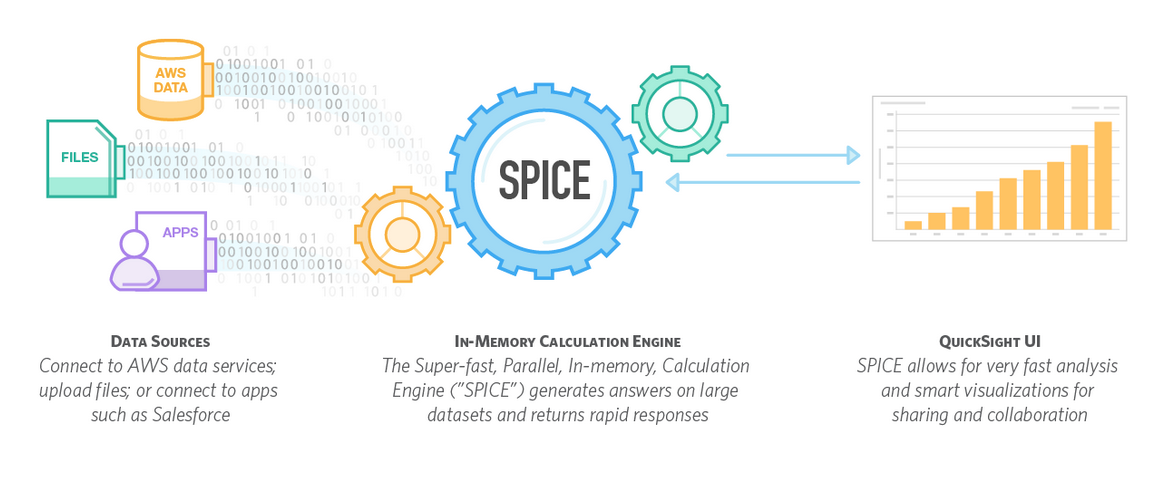 AWS
DATA
FILES
APPS
SPICE
DATA SOURCES
Connect to AWS data services;
upload files; or connect to apps
such as Salesforce
IN-MEMORY CALCULATION ENGINE
The Super-fast, Parallel, In-memory, Calculation
Engine (”SPICE”) generates answers on large
datasets and returns rapid responses
QUICKSIGHT UI
SPICE allows for very fast analysis
and smart visualizations for
sharing and collaboration